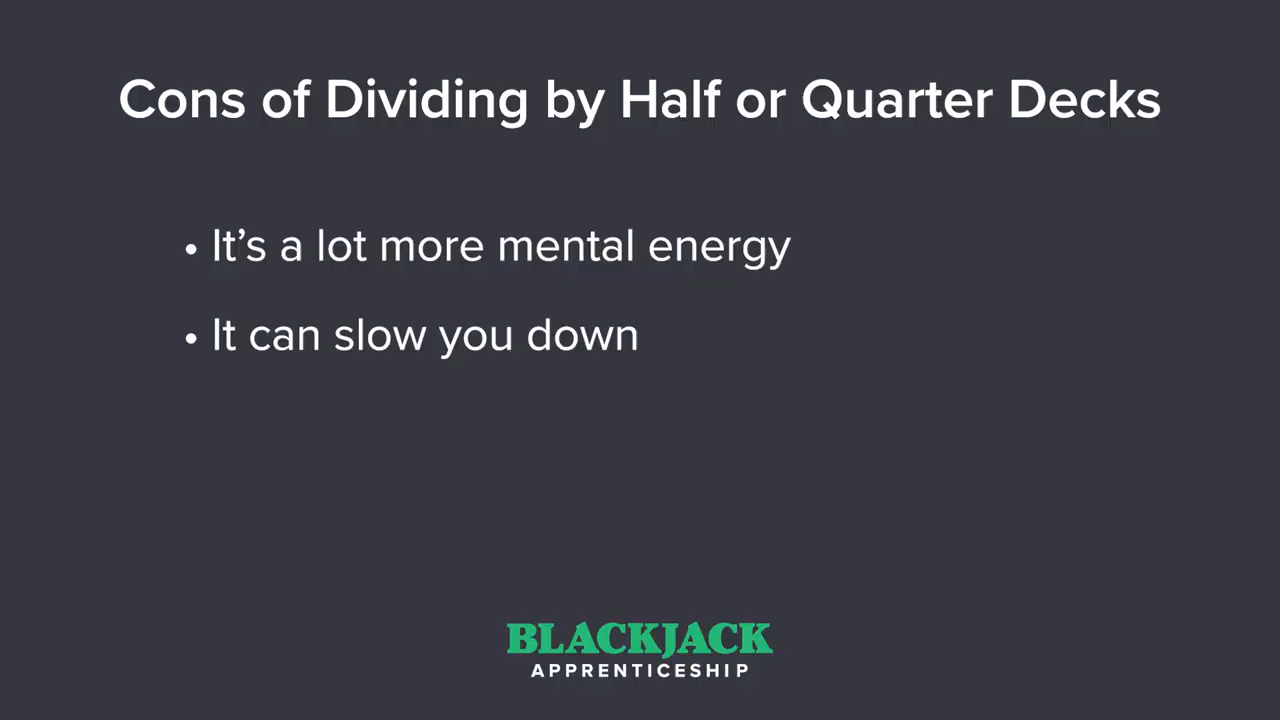 Cons of Dividing by Half or Quarter Decks
• It’s a lot more mental energy
• It can slow you down
BLACKJACK
APPRENTICESHIP